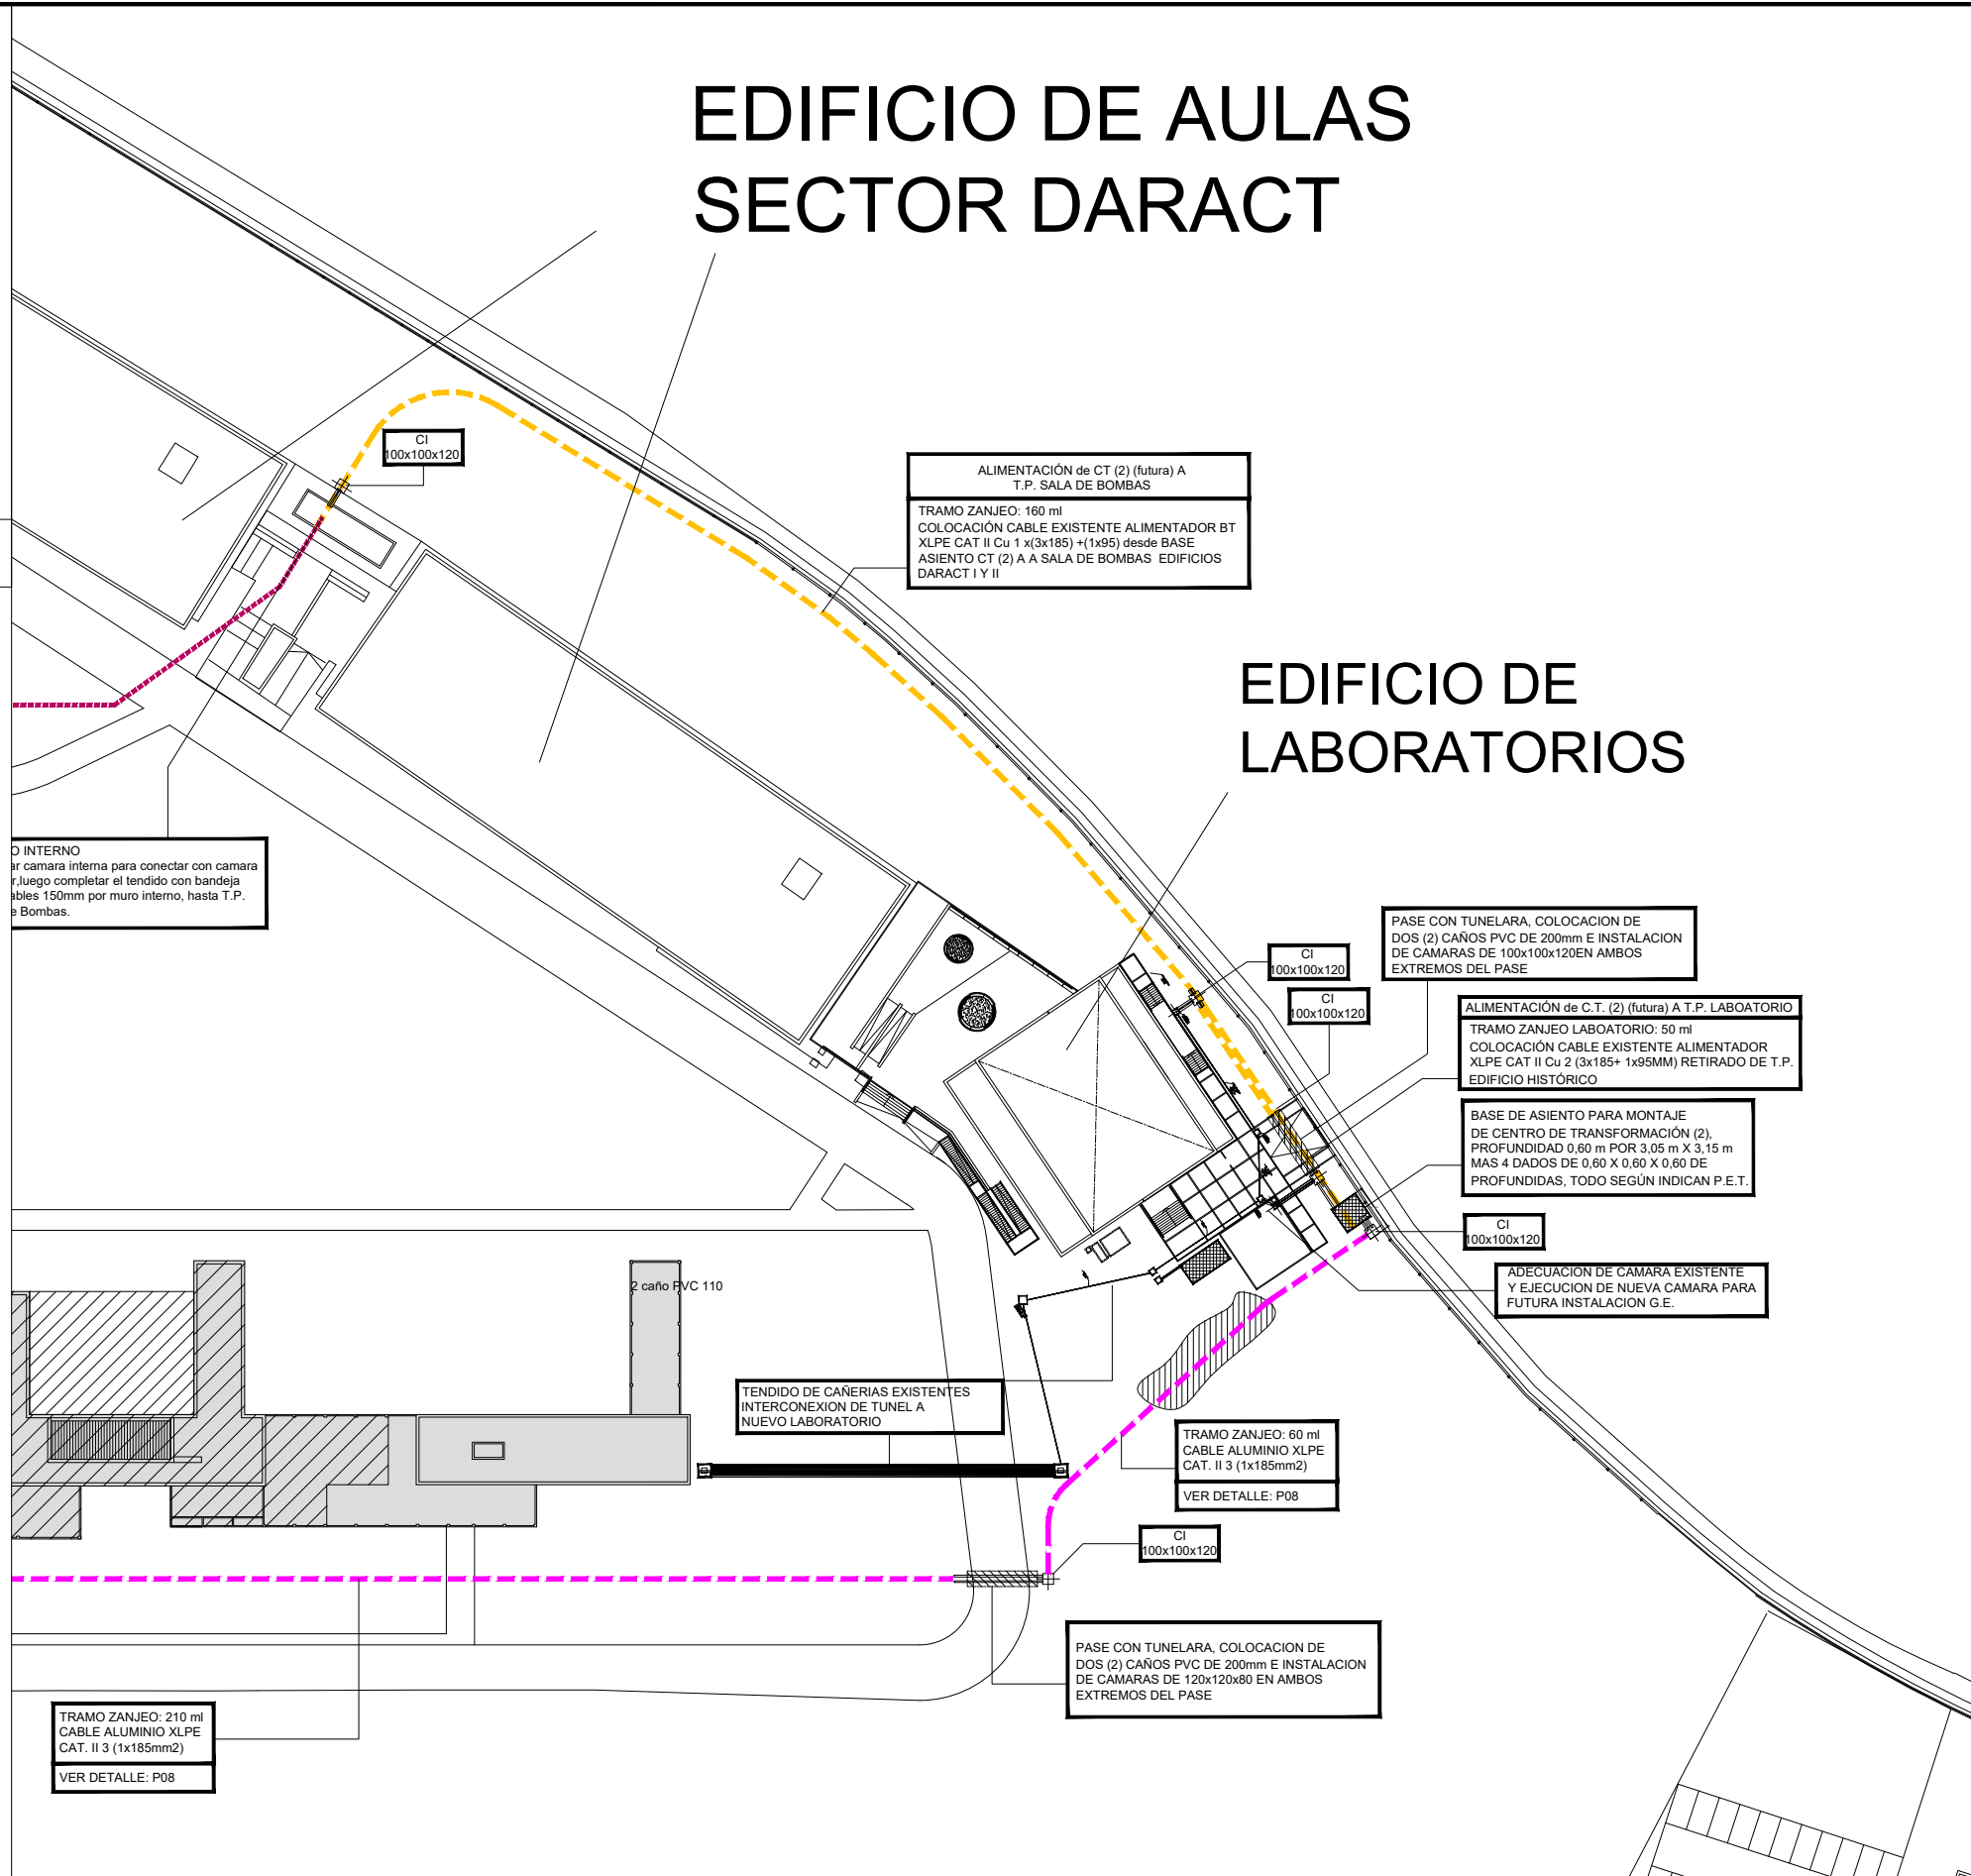 EDIFICIO DE AULAS
SECTOR DARACT
CI
100x100x120
ALIMENTACIÓN de CT (2) (futura) A
T.P. SALA DE BOMBAS
TRAMO ZANJEO: 160 ml
COLOCACIÓN CABLE EXISTENTE ALIMENTADOR BT
XLPE CAT II Cu 1 x(3x185) +(1x95) desde BASE
ASIENTO CT (2) A A SALA DE BOMBAS EDIFICIOS
DARACT I Y II
EDIFICIO DE
LABORATORIOS
O INTERNO
ar camara interna para conectar con camara
r,luego completar el tendido con bandeja
ables 150mm por muro interno, hasta T.P.
e Bombas.
PASE CON TUNELARA, COLOCACION DE
DOS (2) CAÑOS PVC DE 200mm E INSTALACION
DE CAMARAS DE 100x100x120EN AMBOS
EXTREMOS DEL PASE
CI
100x100x120
CI
100x100x120
ALIMENTACIÓN de C.T. (2) (futura) A T.P. LABOATORIO
TRAMO ZANJEO LABOATORIO: 50 ml
COLOCACIÓN CABLE EXISTENTE ALIMENTADOR
XLPE CAT II Cu 2 (3x185+ 1x95MM) RETIRADO DE T.P.
EDIFICIO HISTÓRICO
BASE DE ASIENTO PARA MONTAJE
DE CENTRO DE TRANSFORMACIÓN (2),
PROFUNDIDAD 0,60 m POR 3,05 m X 3,15 m
MAS 4 DADOS DE 0,60 X 0,60 X 0,60 DE
PROFUNDIDAS, TODO SEGÚN INDICAN P.E.T.
CI
100x100x120
ADECUACION DE CAMARA EXISTENTE
Y EJECUCION DE NUEVA CAMARA PARA
FUTURA INSTALACION G.E.
2 caño PVC 110
TENDIDO DE CAÑERIAS EXISTENTES
INTERCONEXION DE TUNEL A
NUEVO LABORATORIO
TRAMO ZANJEO: 60 ml
CABLE ALUMINIO XLPE
CAT. II 3 (1x185mm2)
VER DETALLE: P08
CI
100x100x120
PASE CON TUNELARA, COLOCACION DE
DOS (2) CAÑOS PVC DE 200mm E INSTALACION
DE CAMARAS DE 120x120x80 EN AMBOS
EXTREMOS DEL PASE
TRAMO ZANJEO: 210 ml
CABLE ALUMINIO XLPE
CAT. II 3 (1x185mm2)
VER DETALLE: P08